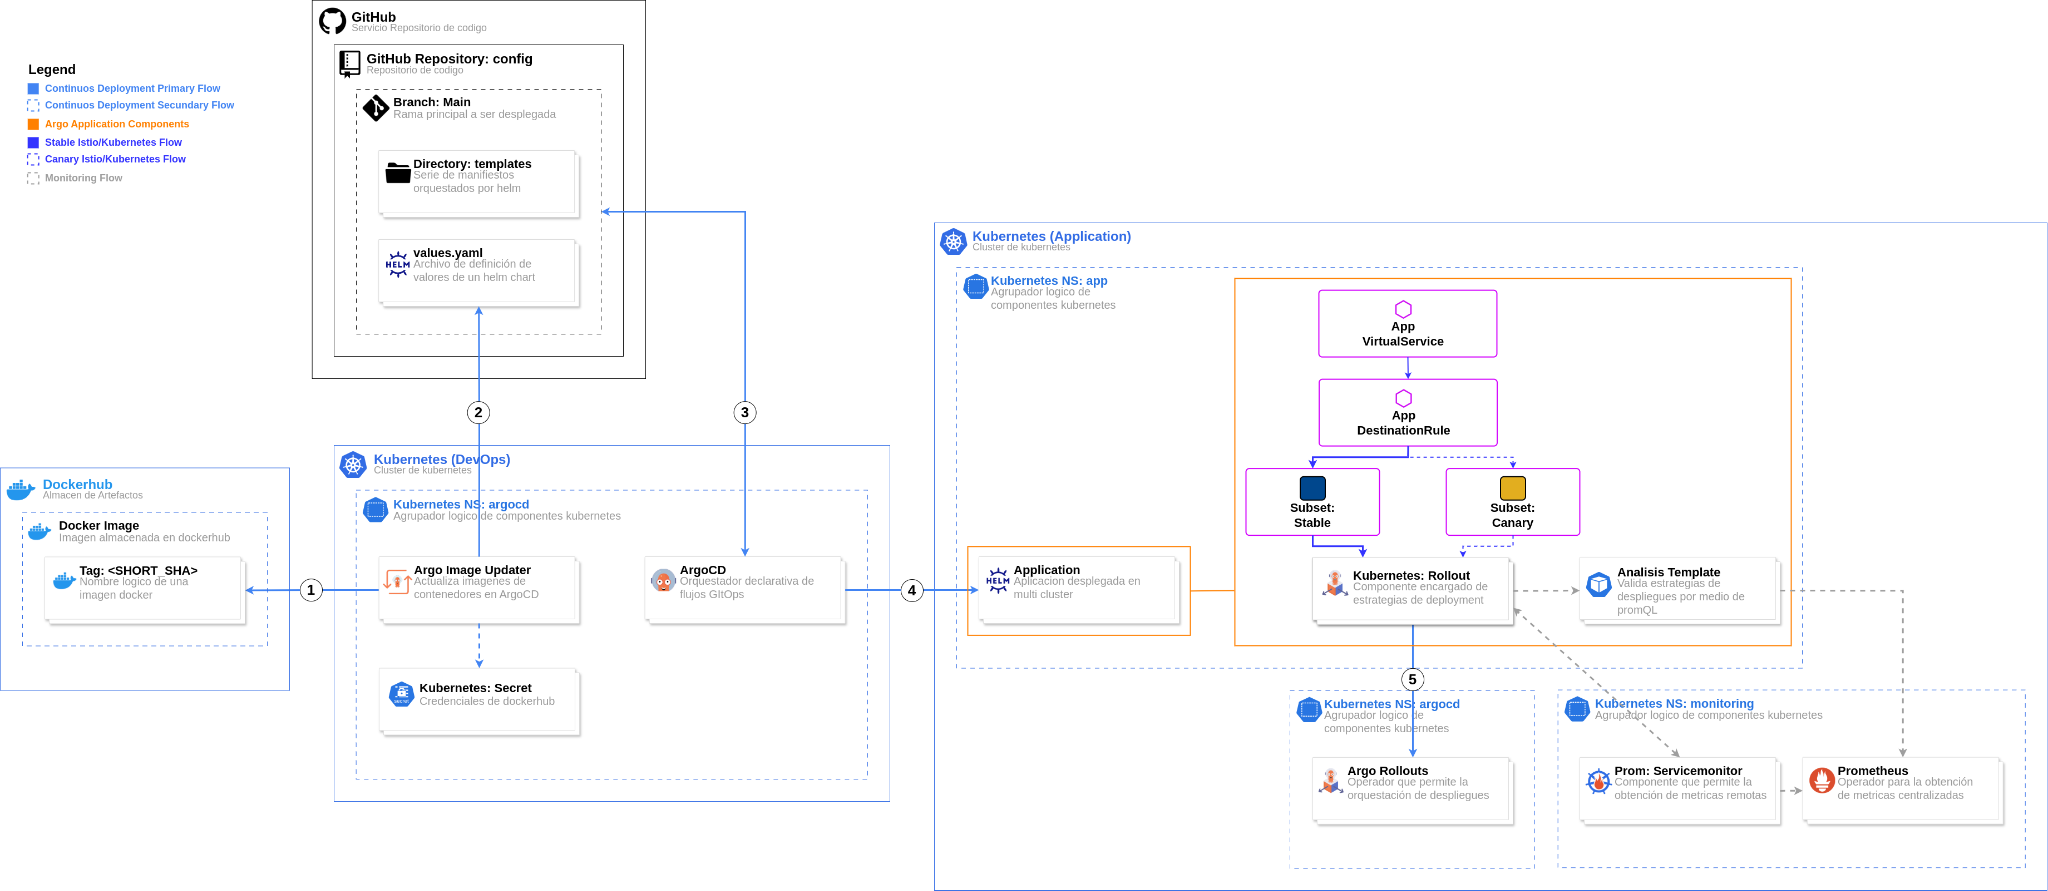 GitHub
Servicio Repositorio de codigo
GitHub Repository: config
Repositorio de codigo
Legend
Continuos Deployment Primary Flow
Continuos Deployment Secundary Flow
Argo Application Components
Stable Istio/Kubernetes Flow
Canary Istio/Kubernetes Flow
Monitoring Flow
Branch: Main
Rama principal a ser desplegada
Directory: templates
Serie de manifiestos
orquestados por helm
HELM
values.yaml
Archivo de definición de
valores de un helm chart
2
3
Dockerhub
Almacen de Artefactos
Docker Image
Imagen almacenada en dockerhub
Tag: <SHORT_SHA>
Nombre logico de una
imagen docker
1
Kubernetes (DevOps)
Cluster de kubernetes
Kubernetes NS: argocd
Agrupador logico de componentes kubernetes
Argo Image Updater
Actualiza imagenes de
contenedores en ArgoCD
ArgoCD
Orquestador declarativa de
flujos GItOps
Kubernetes: Secret
Credenciales de dockerhub
4
Kubernetes (Application)
Cluster de kubernetes
Kubernetes NS: app
Agrupador logico de
componentes kubernetes
HELM
Application
Aplicacion desplegada en
multi cluster
App
VirtualService
App
DestinationRule
Subset:
Stable
Subset:
Canary
Kubernetes: Rollout
Componente encargado de
estrategias de deployment
Analisis Template
Valida estrategias de
despliegues por medio de
promQL
5
Kubernetes NS: argocd
Agrupador logico de
componentes kubernetes
Argo Rollouts
Operador que permite la
orquestación de despliegues
Kubernetes NS: monitoring
Agrupador logico de componentes kubernetes
Prom: Servicemonitor
Componente que permite la
obtención de metricas remotas
Prometheus
Operador para la obtención
de metricas centralizadas